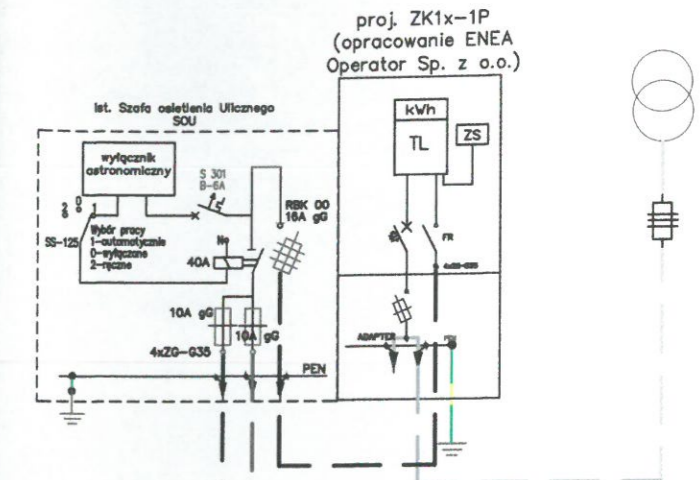 proj. ZK1x-1P
(opracowanie ENEA
Operator Sp. z o.o.)
Ist. Szafa osietlenia Ulicznego
SOU
kWh
TL
ZS
wyłącznik
astronomiczny
S 301
B-6A
RBK 00
16A gG
2 0 1
SS-125
Wybór pracy
1-automatycznie
0-wyłączone
2-ręczne
N
40A
FR
10A gG
10A gG
4xZG-G35
ADAPTER
PEN
PEN